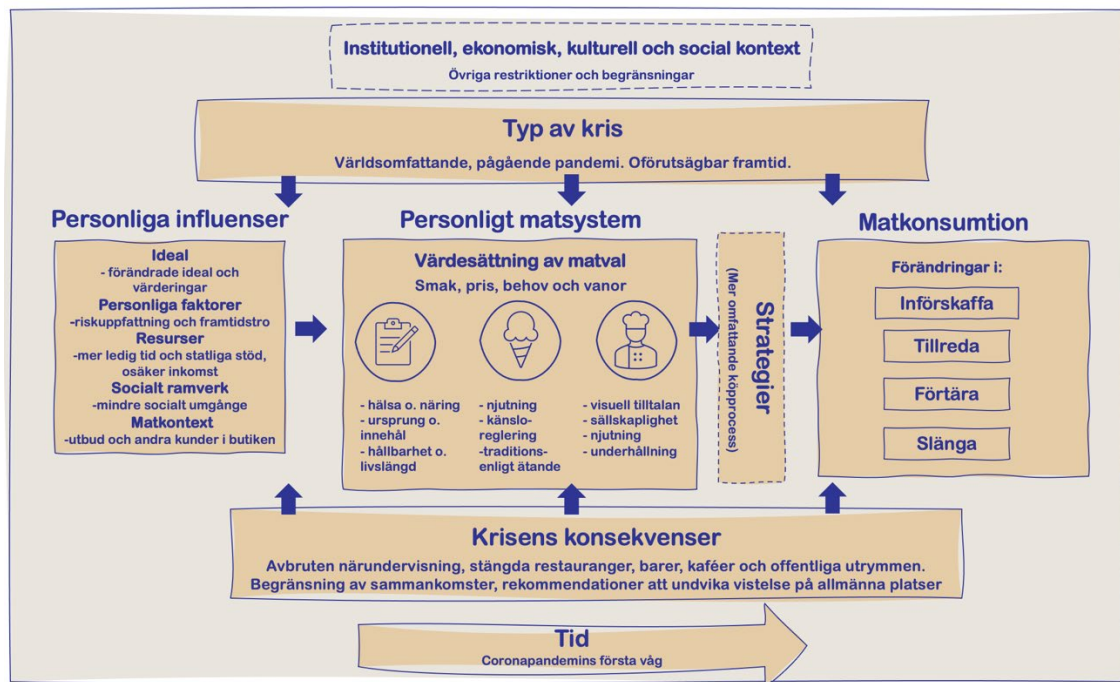 Institutionell, ekonomisk, kulturell och social kontext
Övriga restriktioner och begränsningar
Typ av kris
Världsomfattande, pågående pandemi. Oförutsägbar framtid.
Personliga influenser
Ideal
- förändrade ideal och
värderingar
Personliga faktorer
-riskuppfattning och framtidstro
Resurser
-mer ledig tid och statliga stöd,
osäker inkomst
Socialt ramverk
-mindre socialt umgänge
Matkontext
-utbud och andra kunder i butiken
Personligt matsystem
Värdesättning av matval
Smak, pris, behov och vanor
- hälsa o. näring
- ursprung o.
innehål
- hållbarhet o.
livslängd
- njutning
- känslo-
reglering
-traditions-
enligt ätande
- visuell tilltalan
- sällskaplighet
- njutning
- underhållning
Strategier
(Mer omfattande köpprocess)
Matkonsumtion
Förändringar i:
Införskaffa
Tillreda
Förtära
Slänga
Krisens konsekvenser
Avbruten närundervisning, stängda restauranger, barer, kaféer och offentliga utrymmen.
Begränsning av sammankomster, rekommendationer att undvika vistelse på allmänna platser
Tid
Coronapandemins första våg